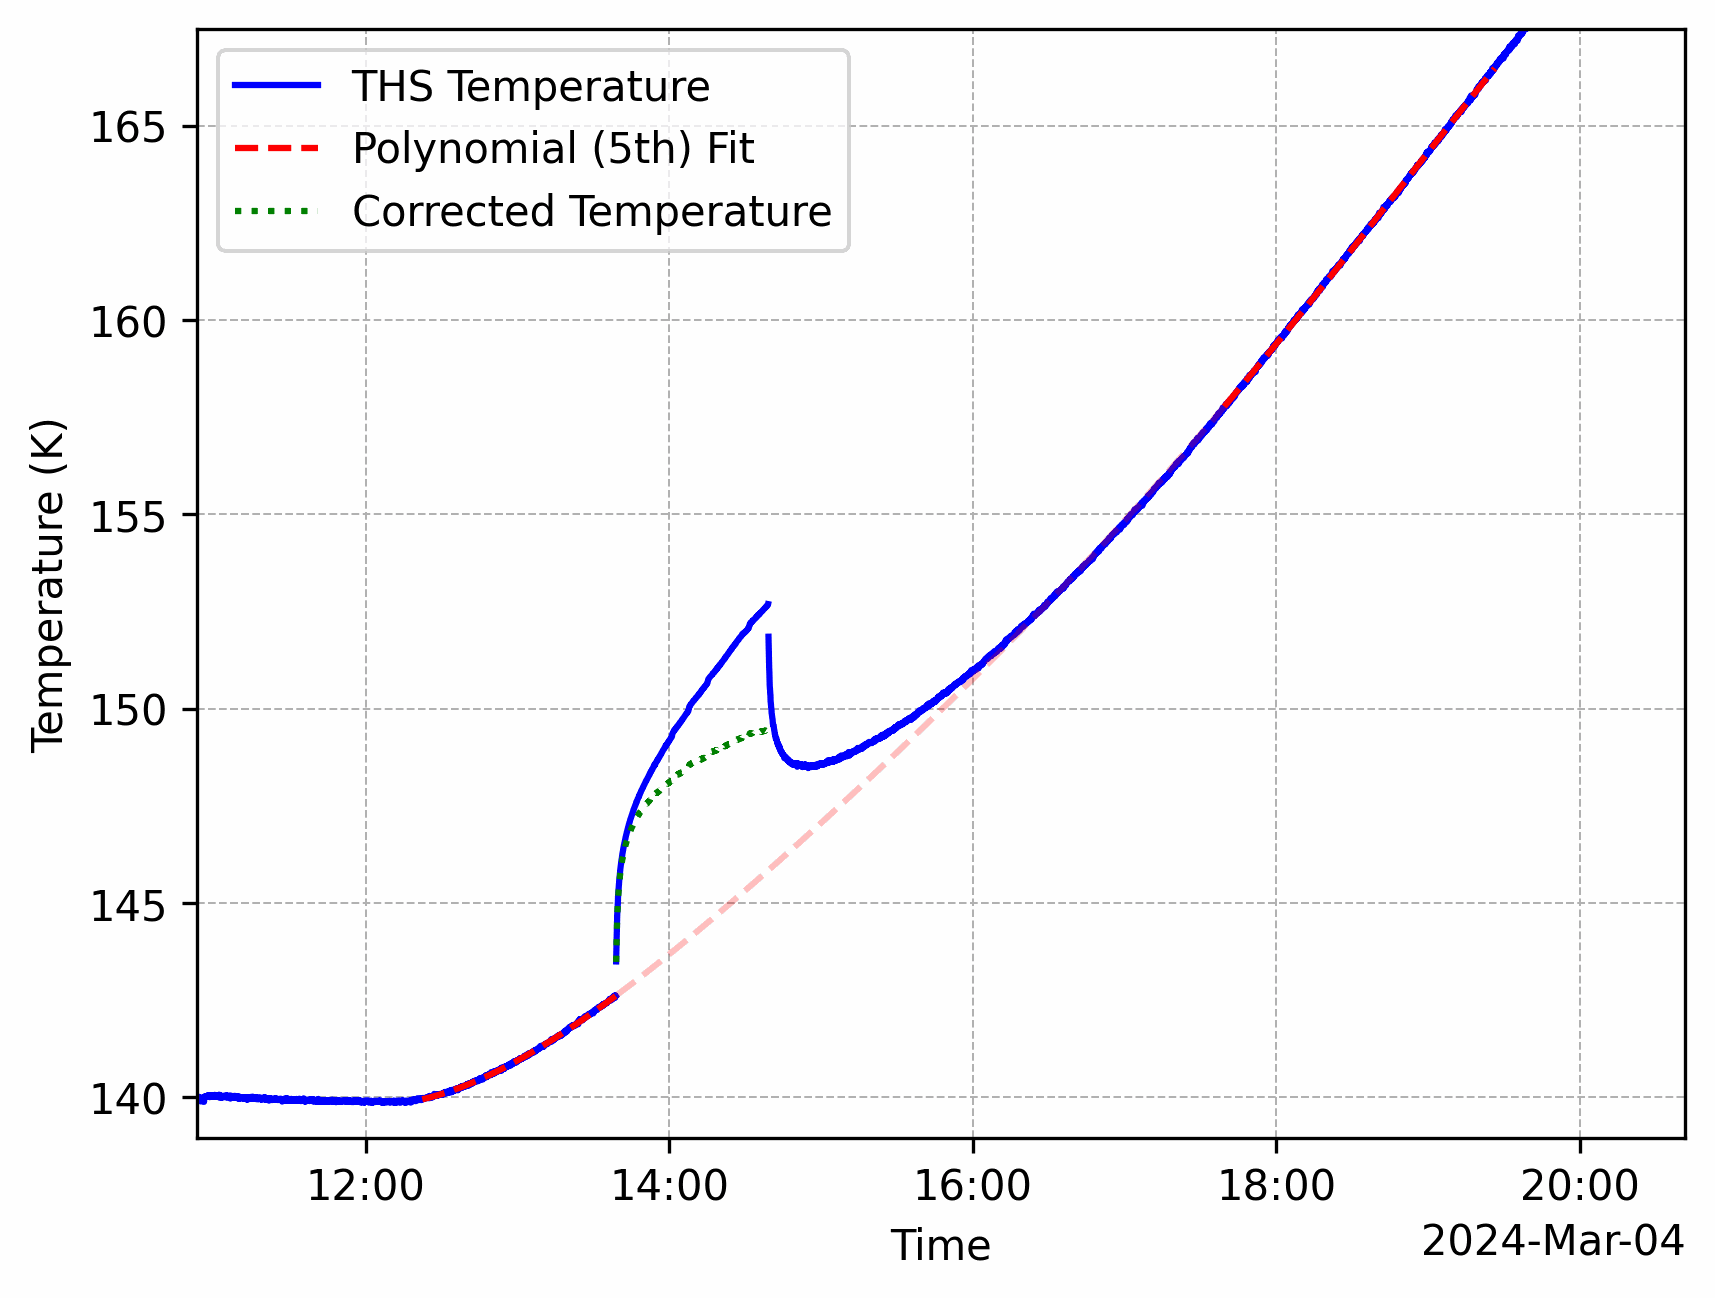 THS Temperature
Polynomial (5th) Fit
Corrected Temperature
165
160
155
150
145
140
Temperature (K)
12:00 14:00 16:00 18:00 20:00
Time
2024-Mar-04